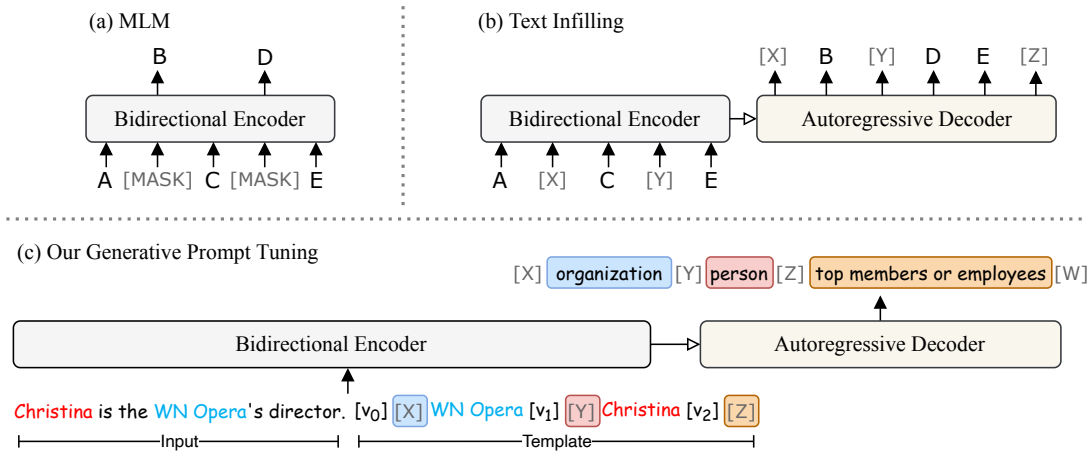 (a) MLM
B D
Bidirectional Encoder
A [MASK] C [MASK] E
(b) Text Infilling
[X] B [Y] D E [Z]
Bidirectional Encoder Autoregressive Decoder
A [X] C [Y] E
(c) Our Generative Prompt Tuning
[X] organization [Y] person [Z] top members or employees [W]
Bidirectional Encoder Autoregressive Decoder
Christina is the WN Opera's director. [v₀] [X] WN Opera [v₁] [Y] Christina [v₂] [Z]
Input Template